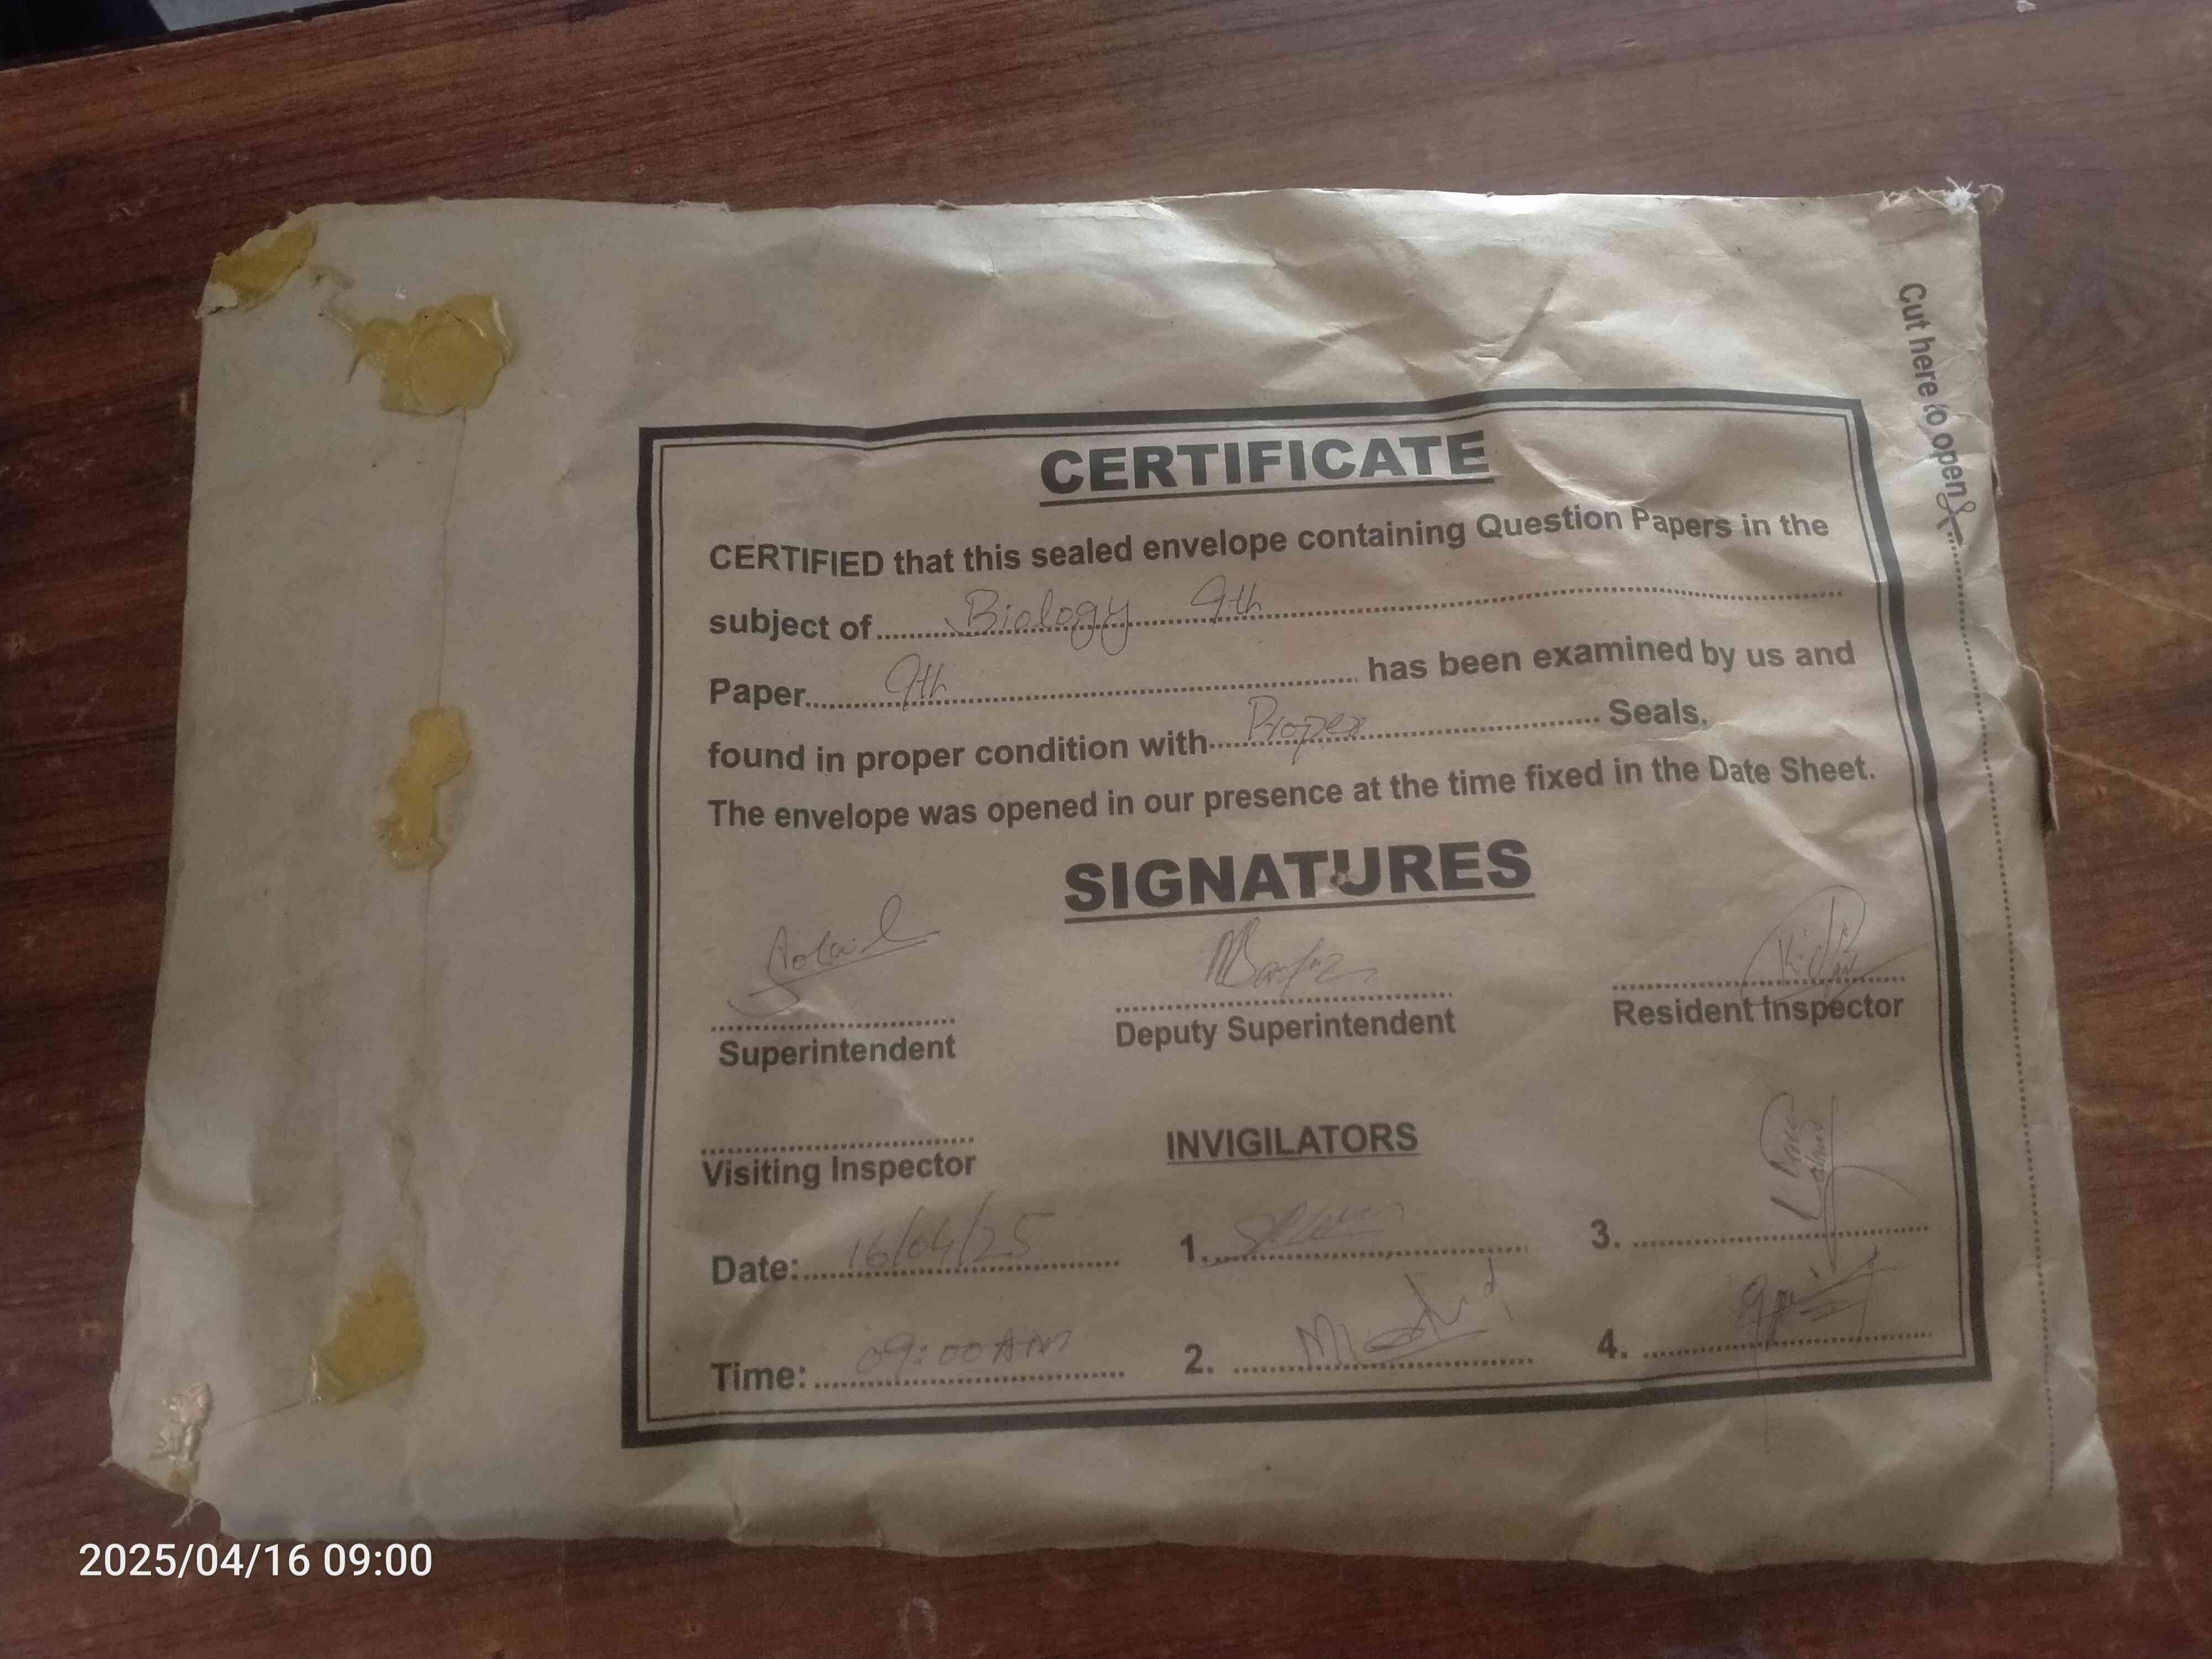 Cut here to open
CERTIFICATE
CERTIFIED that this sealed envelope containing Question Papers in the
subject of Biology 9th
Paper 9th has been examined by us and
found in proper condition with Proper Seals.
The envelope was opened in our presence at the time fixed in the Date Sheet.
SIGNATURES
Superintendent
Deputy Superintendent
Resident Inspector
Visiting Inspector
INVIGILATORS
Date: 16/04/25
1.
3.
Time: 09:00 AM
2.
4.
2025/04/16 09:00